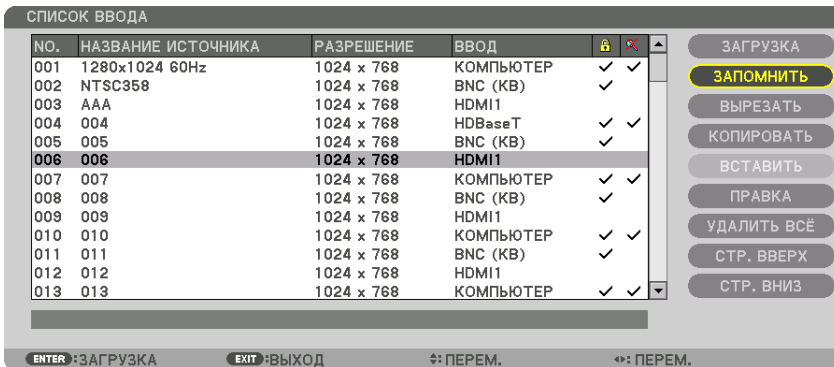 СПИСОК ВВОДА
NO. НАЗВАНИЕ ИСТОЧНИКА РАЗРЕШЕНИЕ ВВОД
001 1280x1024 60Hz 1024 x 768 КОМПЬЮТЕР ✓ ✓
002 NTSC358 1024 x 768 BNC (КВ) ✓
003 AAA 1024 x 768 HDMI1
004 004 1024 x 768 HDBaseT ✓ ✓
005 005 1024 x 768 BNC (КВ) ✓
006 006 1024 x 768 HDMI1
007 007 1024 x 768 КОМПЬЮТЕР ✓ ✓
008 008 1024 x 768 BNC (КВ) ✓
009 009 1024 x 768 HDMI1
010 010 1024 x 768 КОМПЬЮТЕР ✓ ✓
011 011 1024 x 768 BNC (КВ) ✓
012 012 1024 x 768 HDMI1
013 013 1024 x 768 КОМПЬЮТЕР ✓ ✓
ЗАГРУЗКА
ЗАПОМНИТЬ
ВЫРЕЗАТЬ
КОПИРОВАТЬ
ВСТАВИТЬ
ПРАВКА
УДАЛИТЬ ВСЁ
СТР. ВВЕРХ
СТР. ВНИЗ
ENTER :ЗАГРУЗКА EXIT :ВЫХОД :ПЕРЕМ. :ПЕРЕМ.